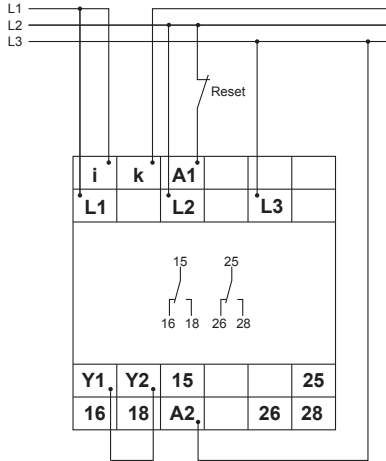 L1
L2
L3
Reset
i k A1
L1 L2 L3
15 25
16 18 26 28
Y1 Y2 15 25
16 18 A2 26 28